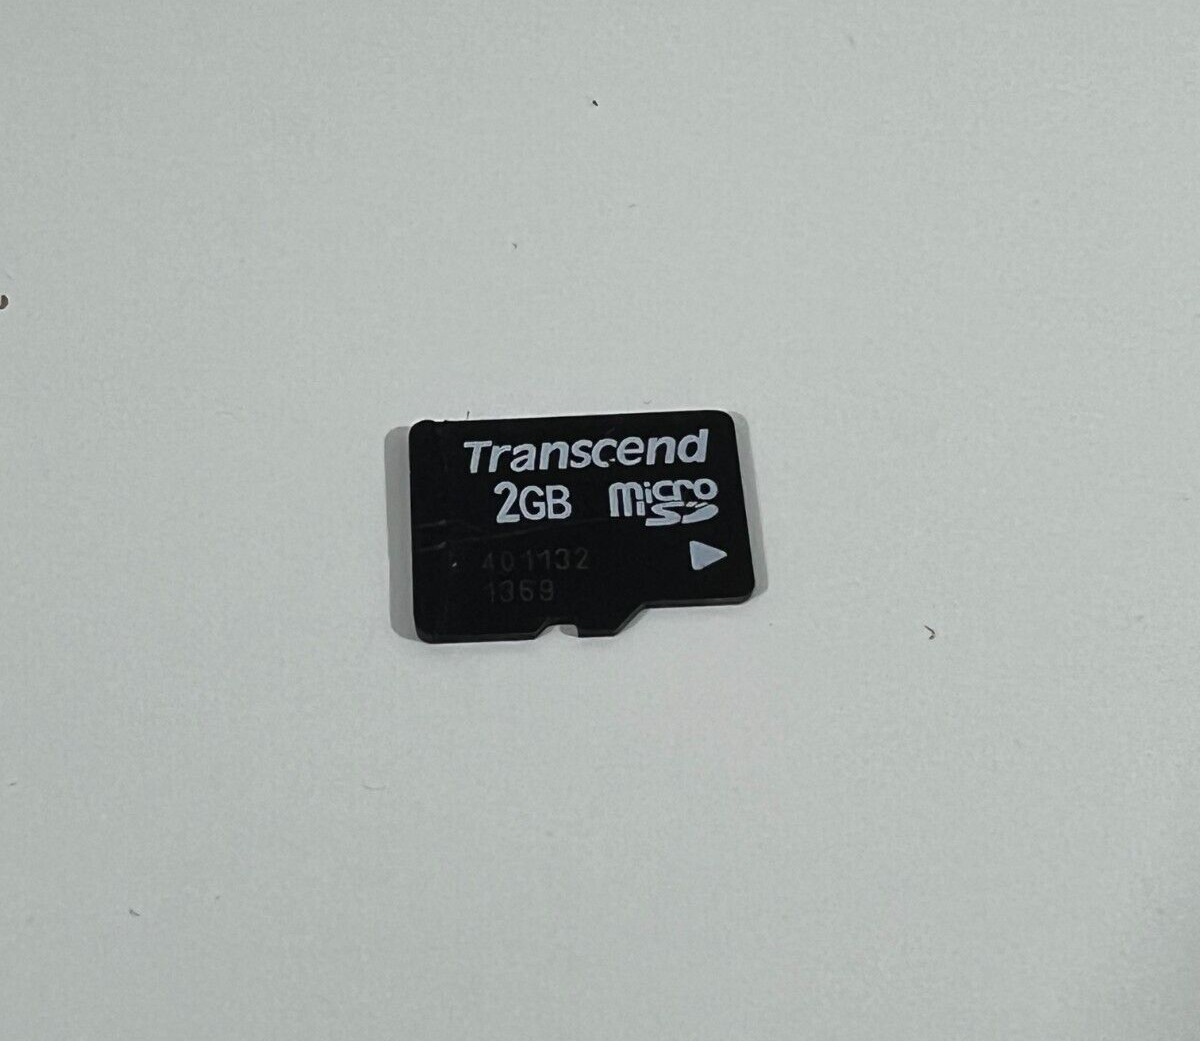 Transcend
2GB micro SD
401132
1369